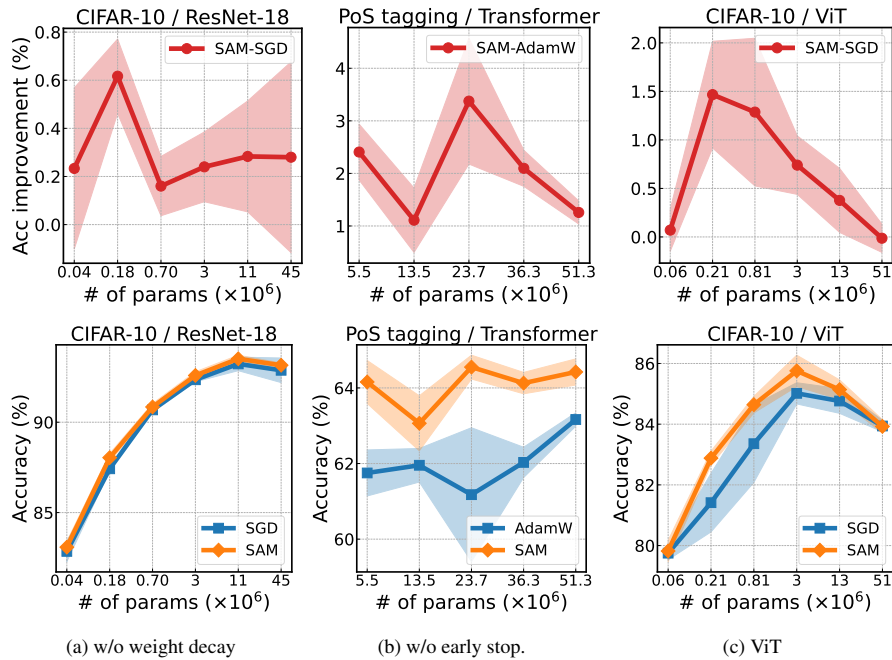 CIFAR-10 / ResNet-18
SAM-SGD
Acc improvement (%)
0.8
0.6
0.4
0.2
0.0
0.04 0.18 0.70 3 11 45
# of params (×10⁶)
PoS tagging / Transformer
SAM-AdamW
4
3
2
1
5.5 13.5 23.7 36.3 51.3
# of params (×10⁶)
CIFAR-10 / ViT
SAM-SGD
2.0
1.5
1.0
0.5
0.0
0.06 0.21 0.81 3 13 51
# of params (×10⁶)
CIFAR-10 / ResNet-18
Accuracy (%)
90
85
SGD
SAM
0.04 0.18 0.70 3 11 45
# of params (×10⁶)
(a) w/o weight decay
PoS tagging / Transformer
Accuracy (%)
64
62
60
AdamW
SAM
5.5 13.5 23.7 36.3 51.3
# of params (×10⁶)
(b) w/o early stop.
CIFAR-10 / ViT
Accuracy (%)
86
84
82
80
SGD
SAM
0.06 0.21 0.81 3 13 51
# of params (×10⁶)
(c) ViT